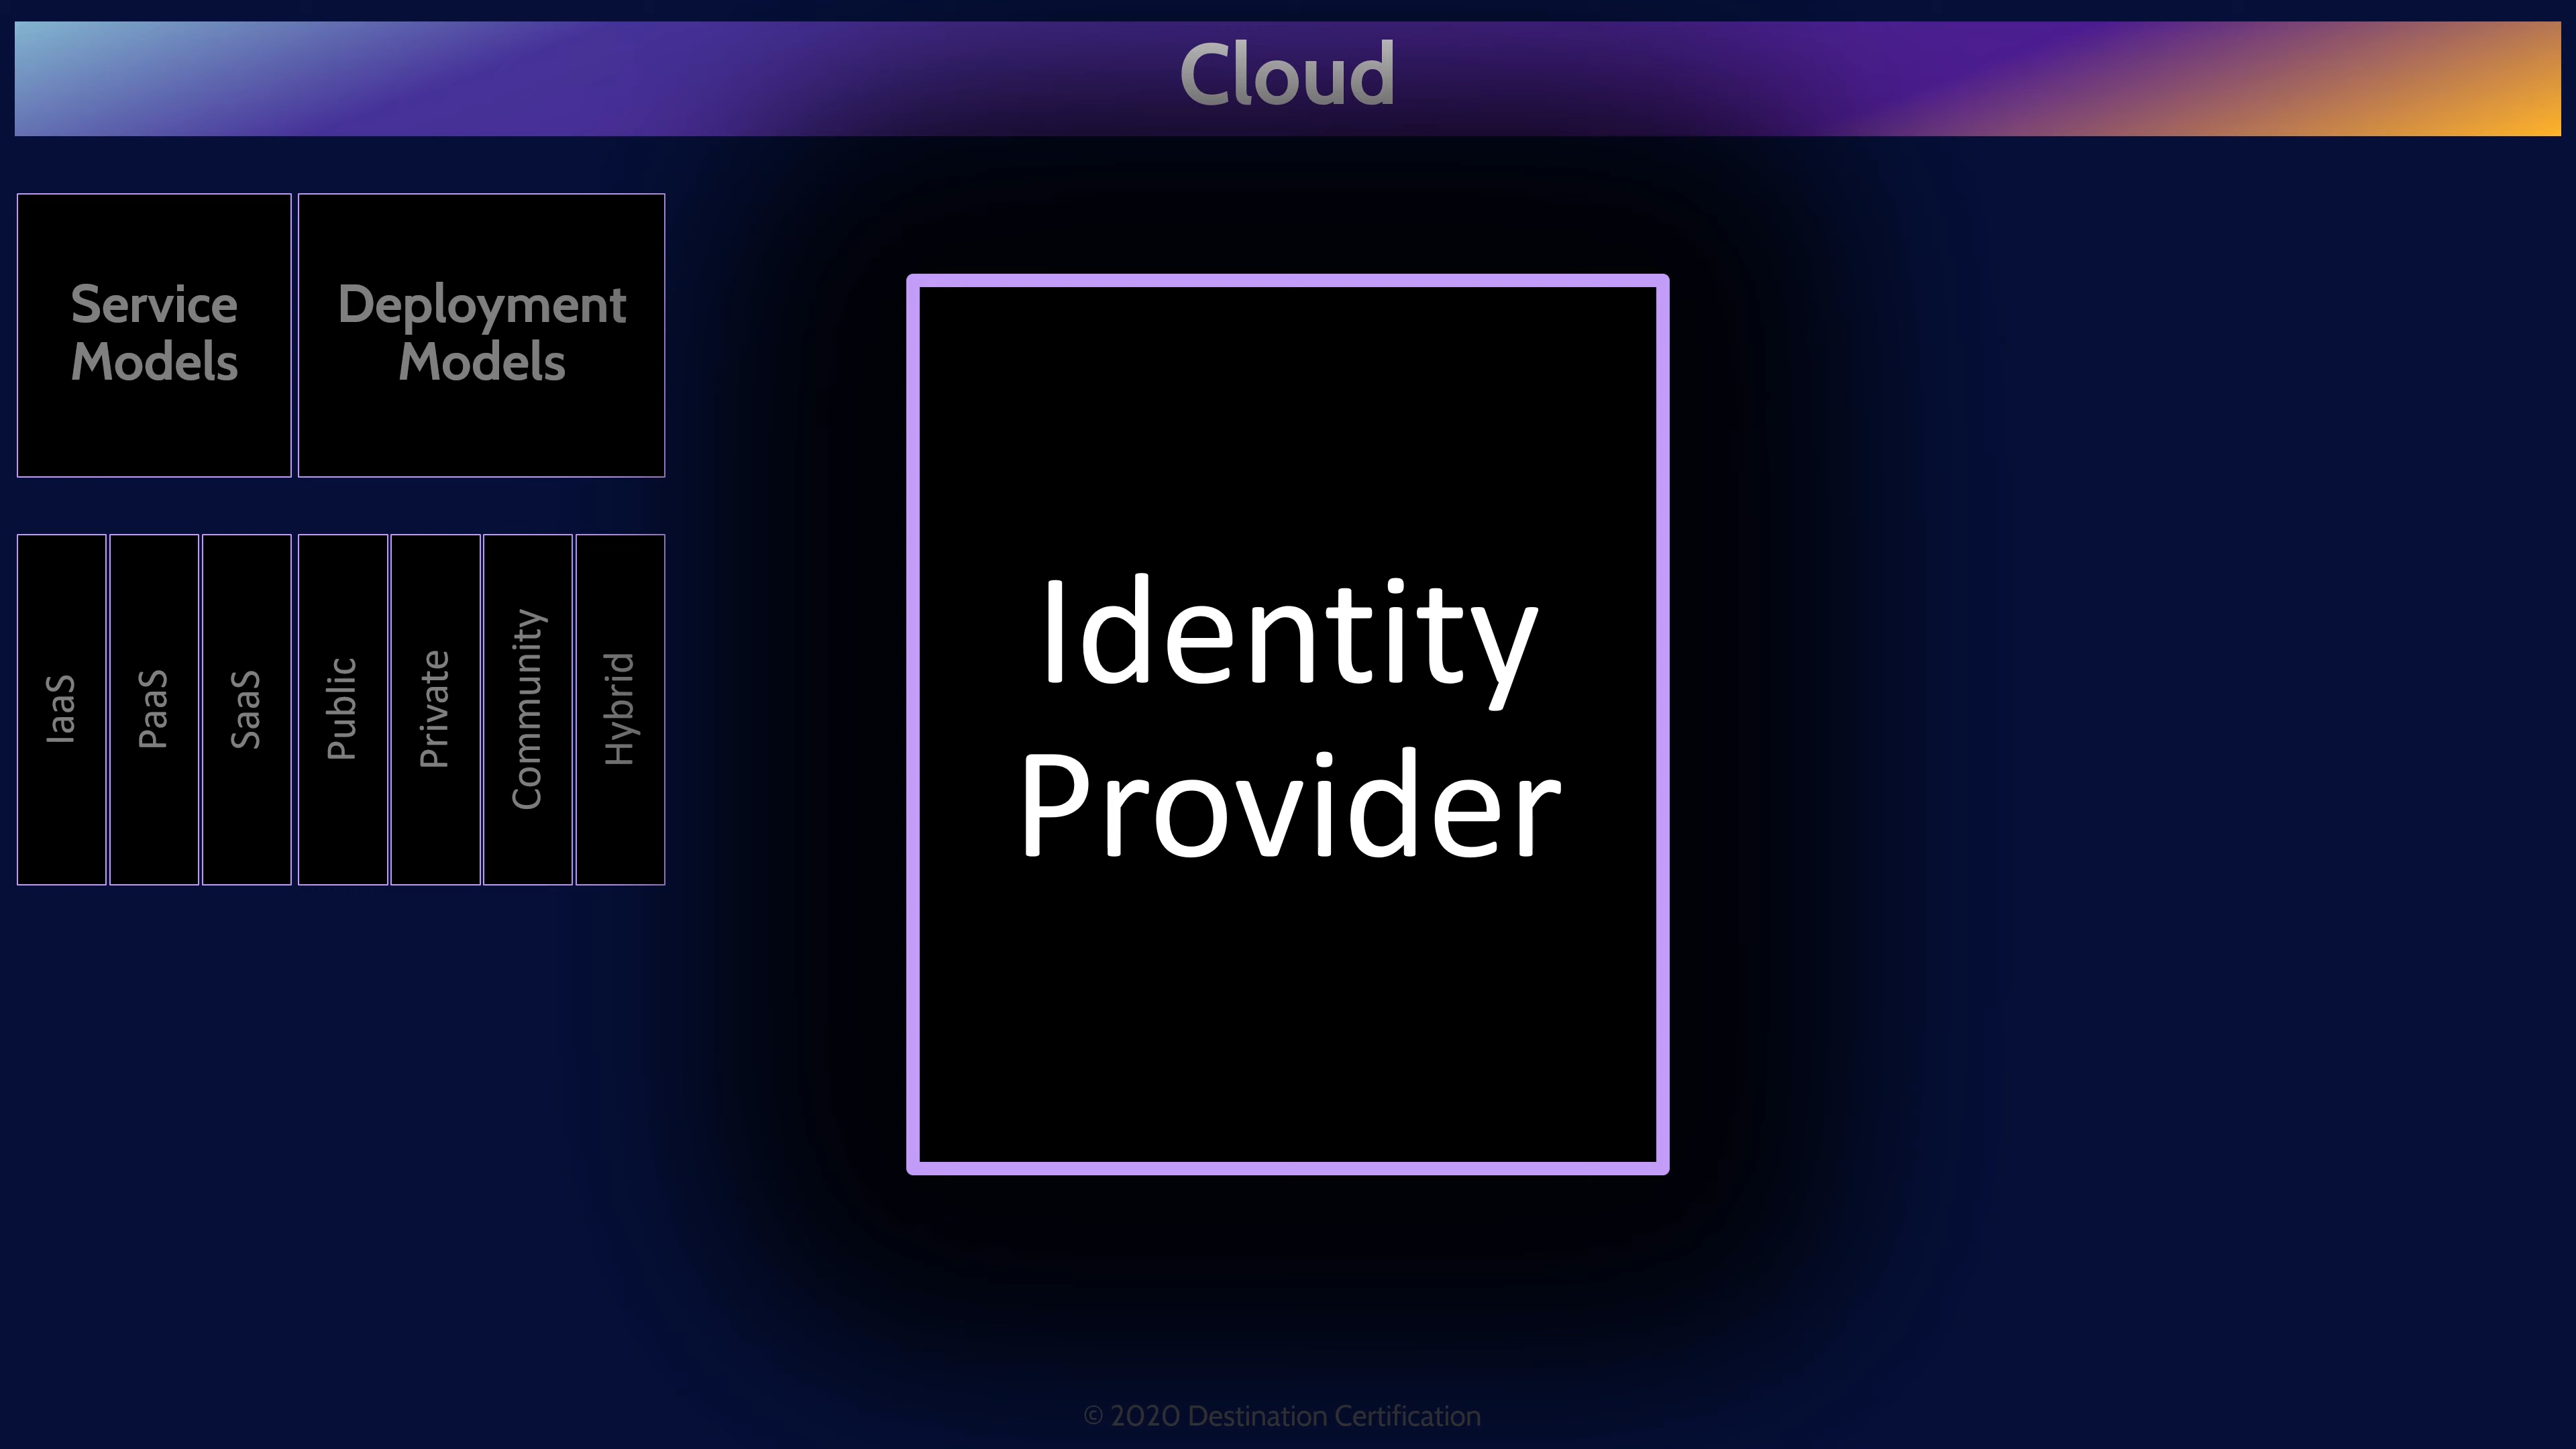 Cloud
Service
Models
Deployment
Models
IaaS
PaaS
SaaS
Public
Private
Community
Hybrid
Identity
Provider
© 2020 Destination Certification